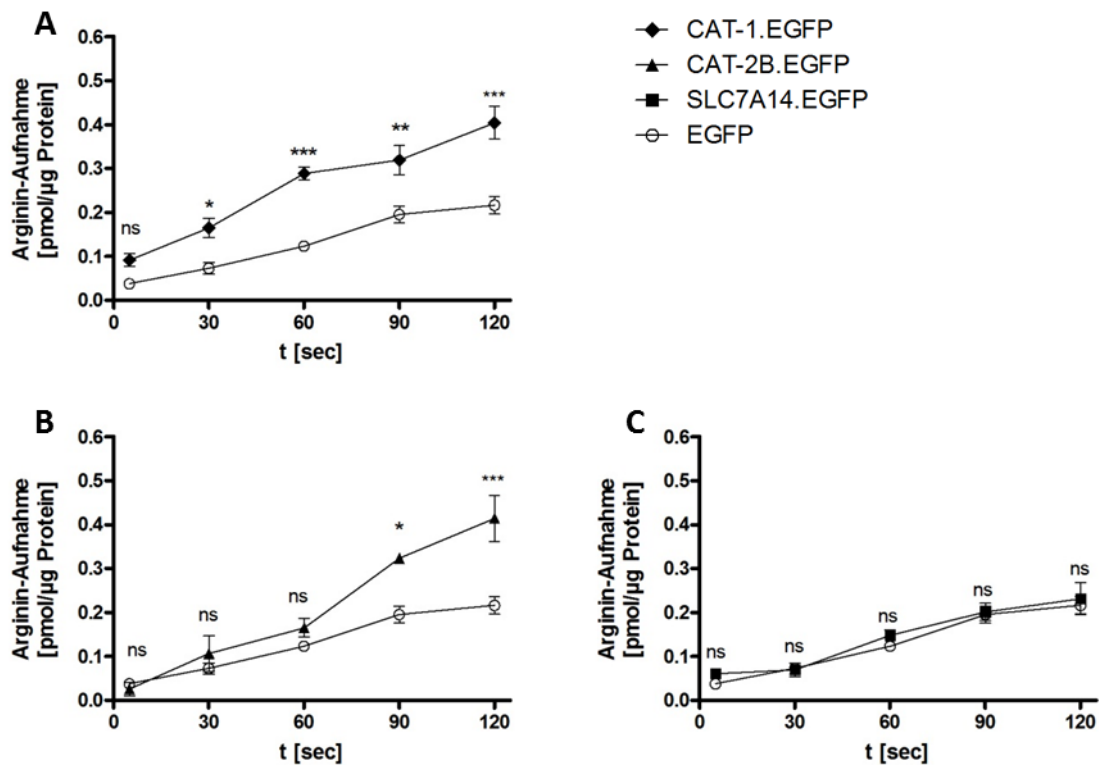 A
CAT-1.EGFP
CAT-2B.EGFP
SLC7A14.EGFP
EGFP
Arginin-Aufnahme
[pmol/µg Protein]
0.6
0.5
0.4
0.3
0.2
0.1
0.0
ns
*
***
**
***
0 30 60 90 120
t [sec]
B
Arginin-Aufnahme
[pmol/µg Protein]
0.6
0.5
0.4
0.3
0.2
0.1
0.0
ns
ns
ns
*
***
0 30 60 90 120
t [sec]
C
Arginin-Aufnahme
[pmol/µg Protein]
0.6
0.5
0.4
0.3
0.2
0.1
0.0
ns
ns
ns
ns
ns
0 30 60 90 120
t [sec]